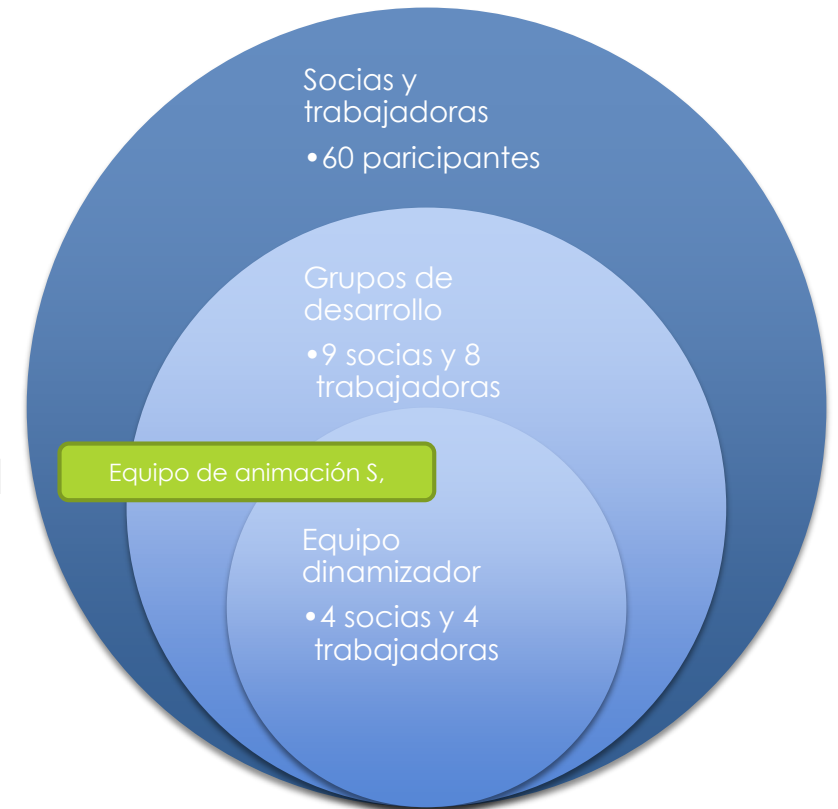 Socias y
trabajadoras
•60 paricipantes
Grupos de
desarrollo
•9 socias y 8
trabajadoras
Equipo de animación S,
Equipo
dinamizador
•4 socias y 4
trabajadoras